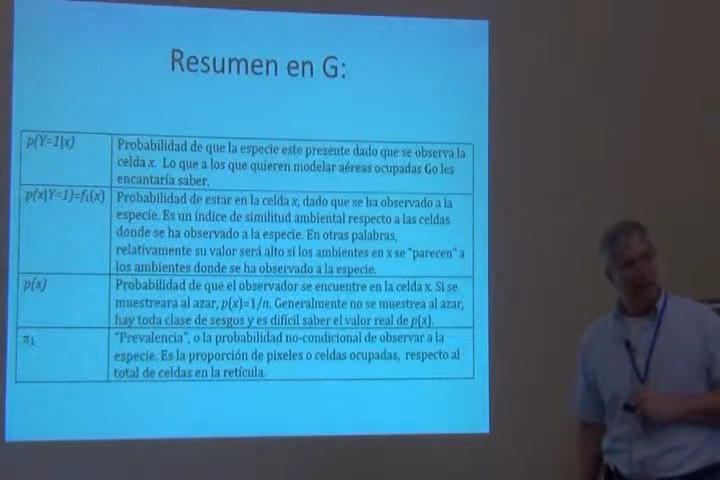 Resumen en G:
p(Y=1|x)
Probabilidad de que la especie este presente dado que se observa la
celda x. Lo que a los que quieren modelar aéreas ocupadas Go les
encantaría saber.
p(x|Y=1)=f₁(x)
Probabilidad de estar en la celda x, dado que se ha observado a la
especie. Es un índice de similitud ambiental respecto a las celdas
donde se ha observado a la especie. En otras palabras,
relativamente su valor será alto si los ambientes en x se "parecen" a
los ambientes donde se ha observado a la especie.
p(x)
Probabilidad de que el observador se encuentre en la celda x. Si se
muestreara al azar, p(x)=1/n. Generalmente no se muestrea al azar,
hay toda clase de sesgos y es difícil saber el valor real de p(x).
π₁
"Prevalencia", o la probabilidad no-condicional de observar a la
especie. Es la proporción de pixeles o celdas ocupadas, respecto al
total de celdas en la retícula.